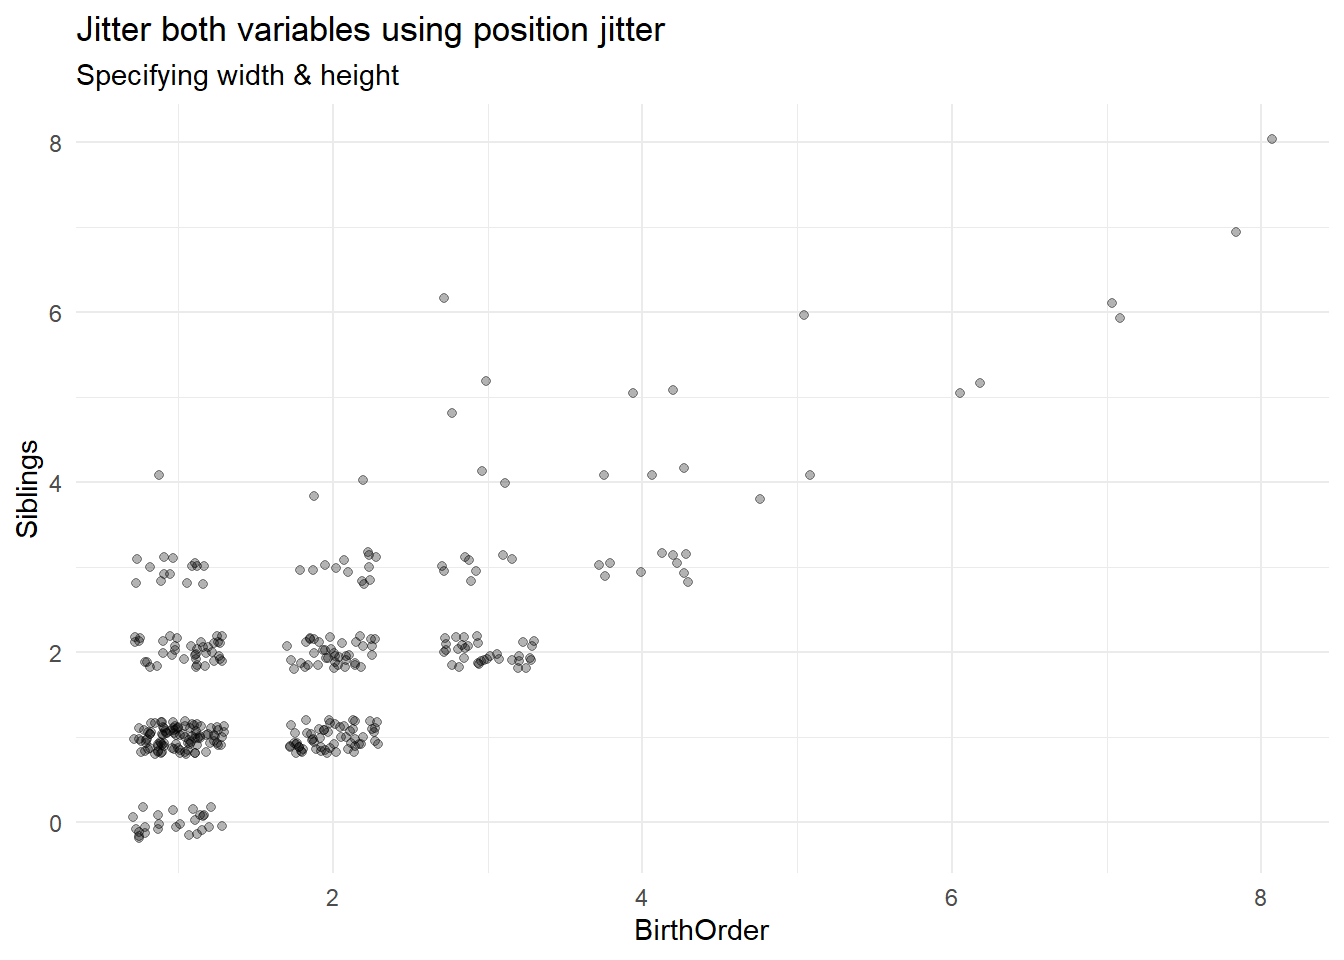 Jitter both variables using position jitter
Specifying width & height
8
6
4
2
0
Siblings
2 4 6 8
BirthOrder